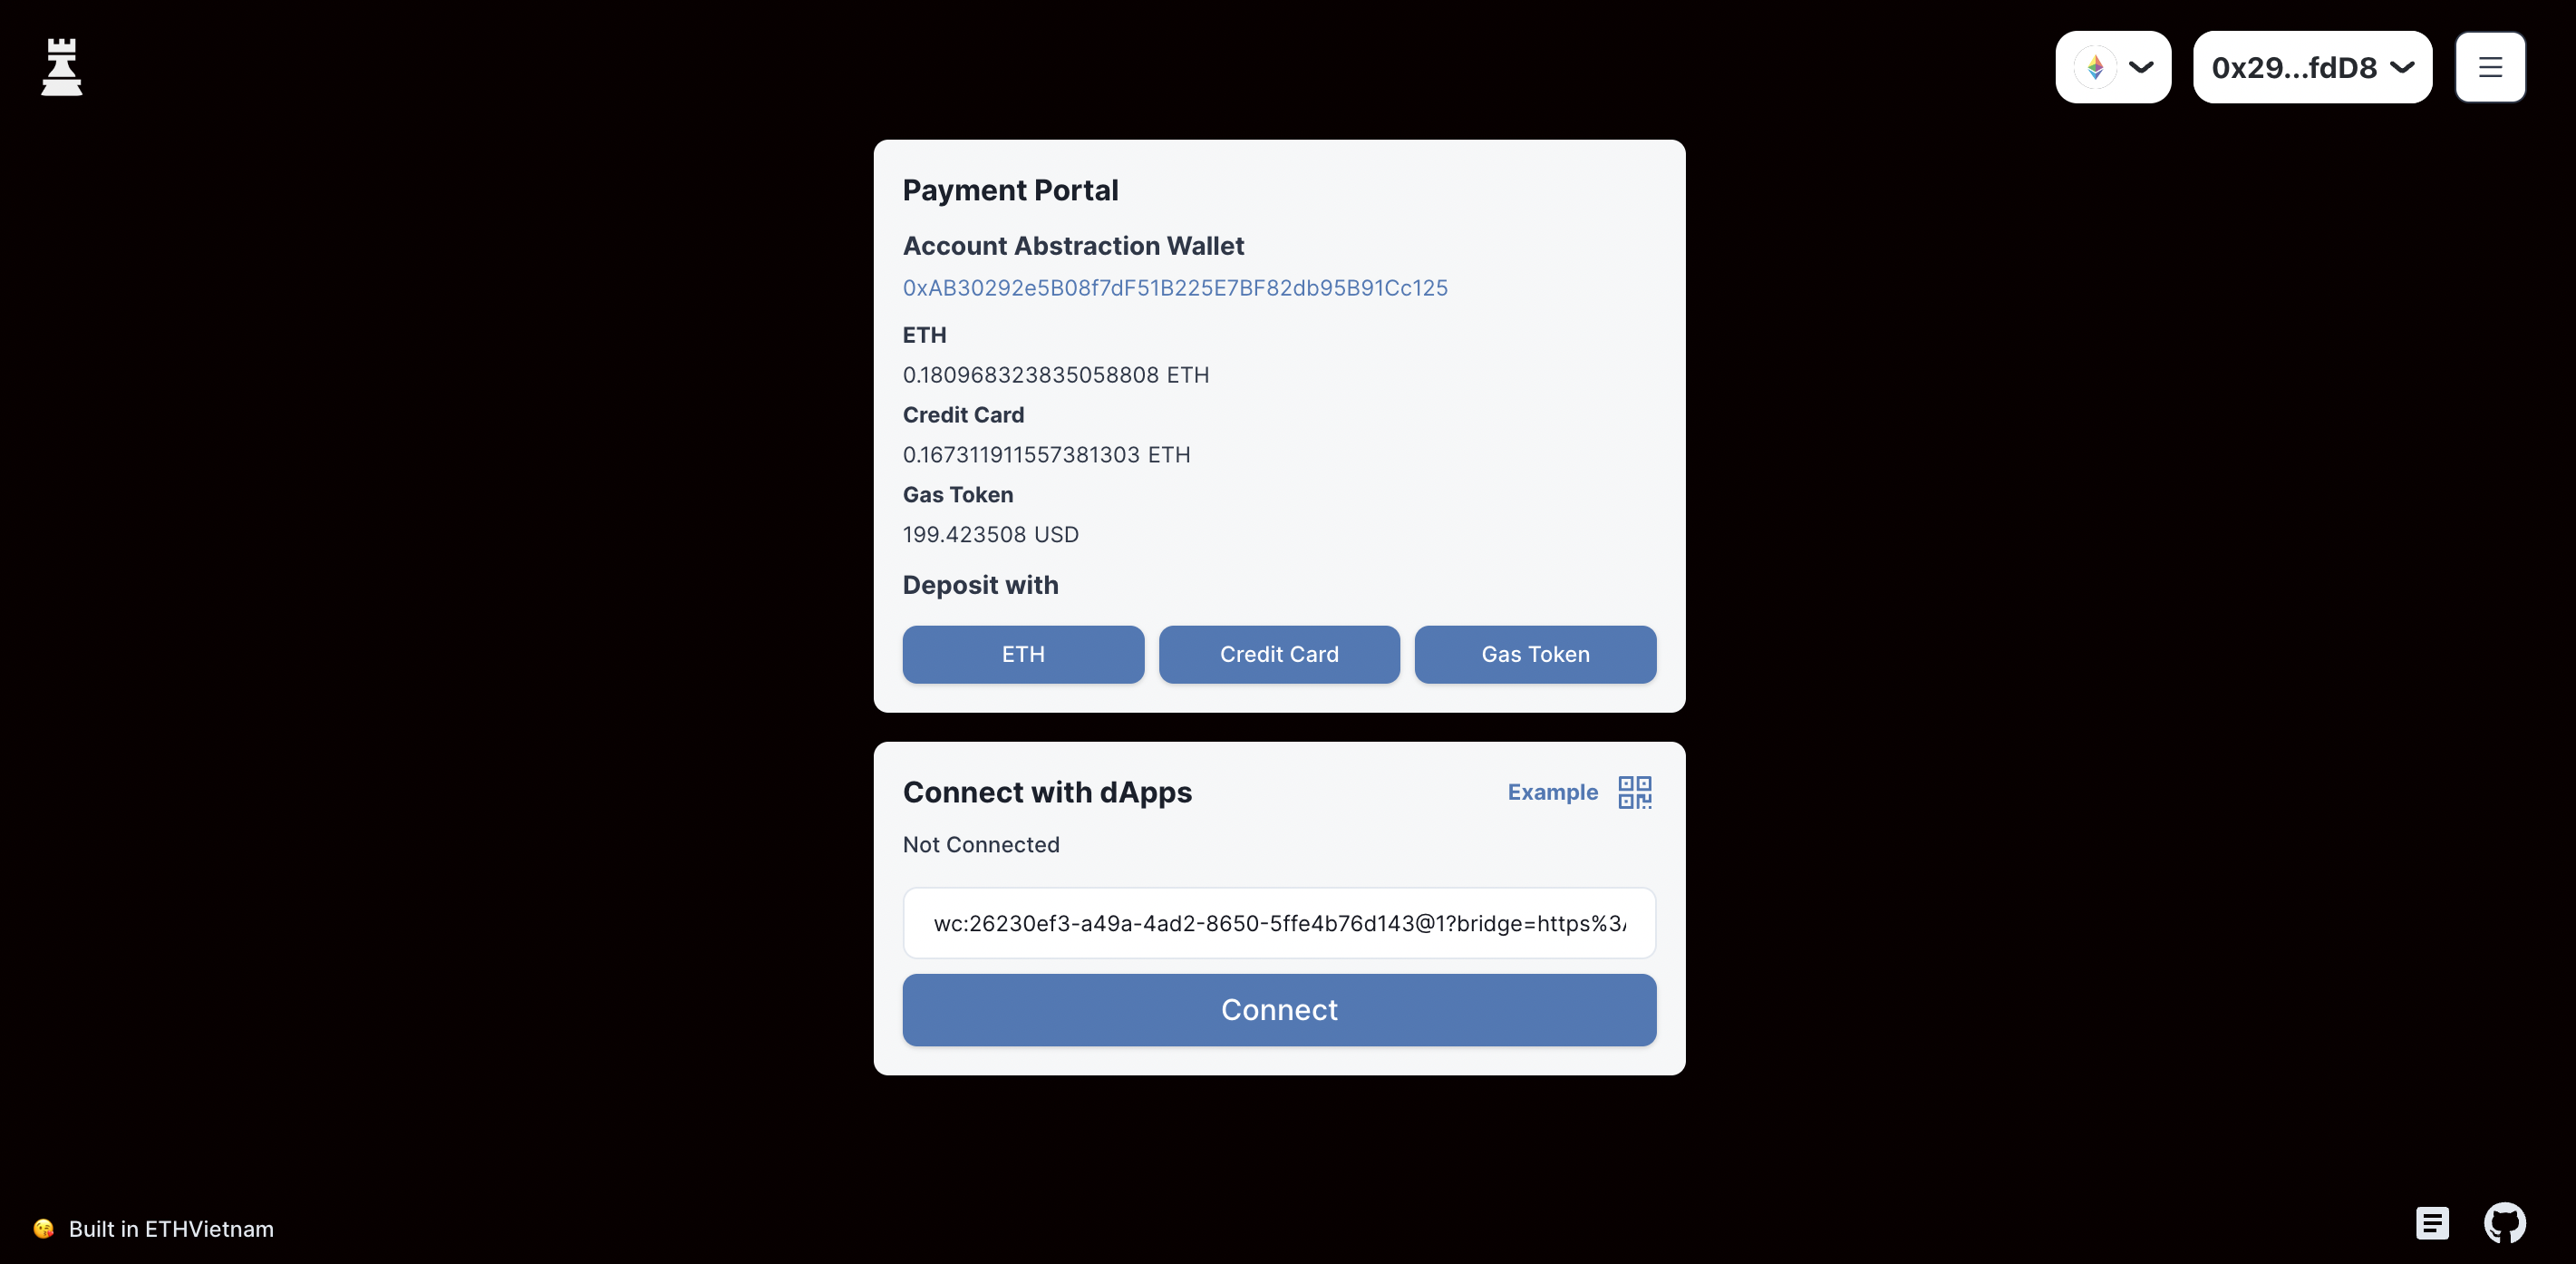 0x29...fdD8
Payment Portal
Account Abstraction Wallet
0xAB30292e5B08f7dF51B225E7BF82db95B91Cc125
ETH
0.180968323835058808 ETH
Credit Card
0.167311911557381303 ETH
Gas Token
199.423508 USD
Deposit with
ETH
Credit Card
Gas Token
Connect with dApps
Example
Not Connected
wc:26230ef3-a49a-4ad2-8650-5ffe4b76d143@1?bridge=https%3
Connect
😘 Built in ETHVietnam